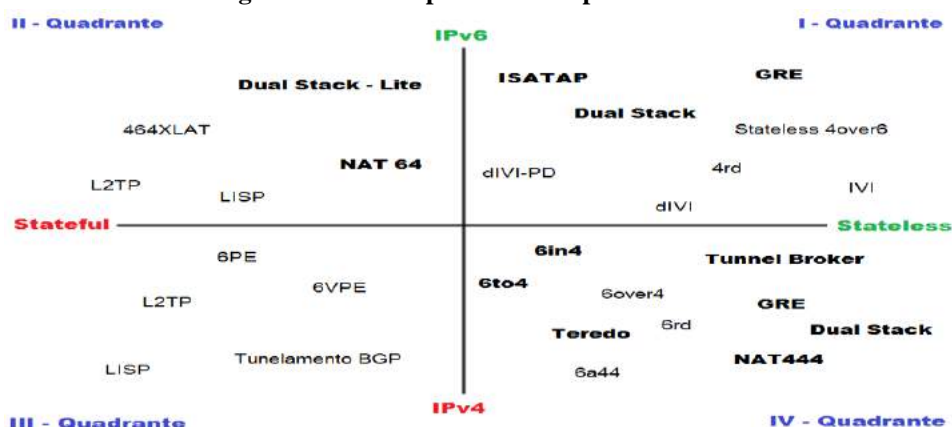 II - Quadrante
I - Quadrante
IPv6
Dual Stack - Lite
ISATAP
GRE
Dual Stack
464XLAT
Stateless 4over6
NAT 64
dIVI-PD
4rd
L2TP
LISP
IVI
dIVI
Stateful
Stateless
6PE
6in4
Tunnel Broker
6VPE
6to4
6over4
L2TP
GRE
6rd
Teredo
Dual Stack
LISP
Tunelamento BGP
6a44
NAT444
IPv4
III - Quadrante
IV - Quadrante